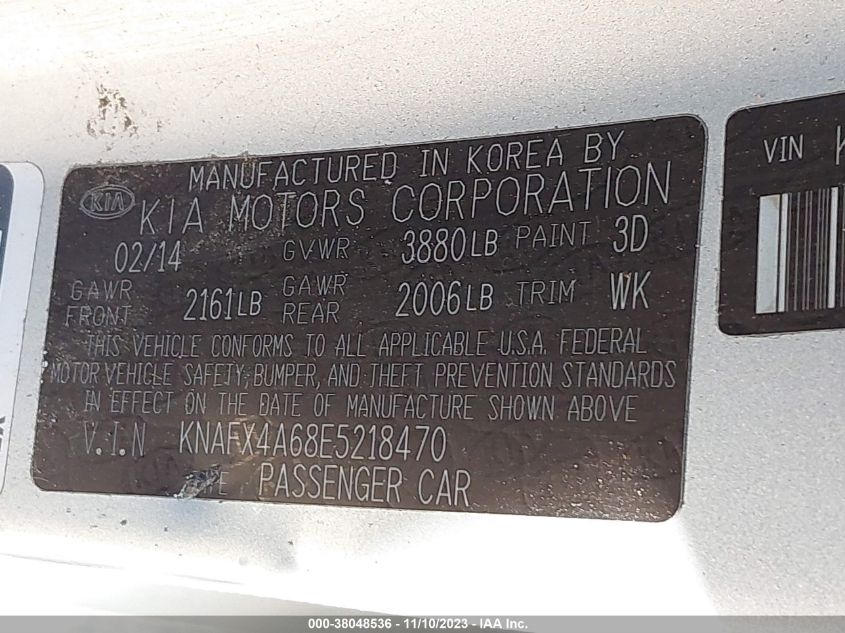 MANUFACTURED IN KOREA BY
KIA KIA MOTORS CORPORATION
02/14 GVWR 3880LB PAINT 3D
GAWR FRONT 2161LB GAWR REAR 2006LB TRIM WK
THIS VEHICLE CONFORMS TO ALL APPLICABLE U.S.A. FEDERAL
MOTOR VEHICLE SAFETY, BUMPER, AND THEFT PREVENTION STANDARDS
IN EFFECT ON THE DATE OF MANUFACTURE SHOWN ABOVE
V.I.N KNAFX4A68E5218470
PASSENGER CAR
VIN K
000-38048536 - 11/10/2023 - IAA Inc.